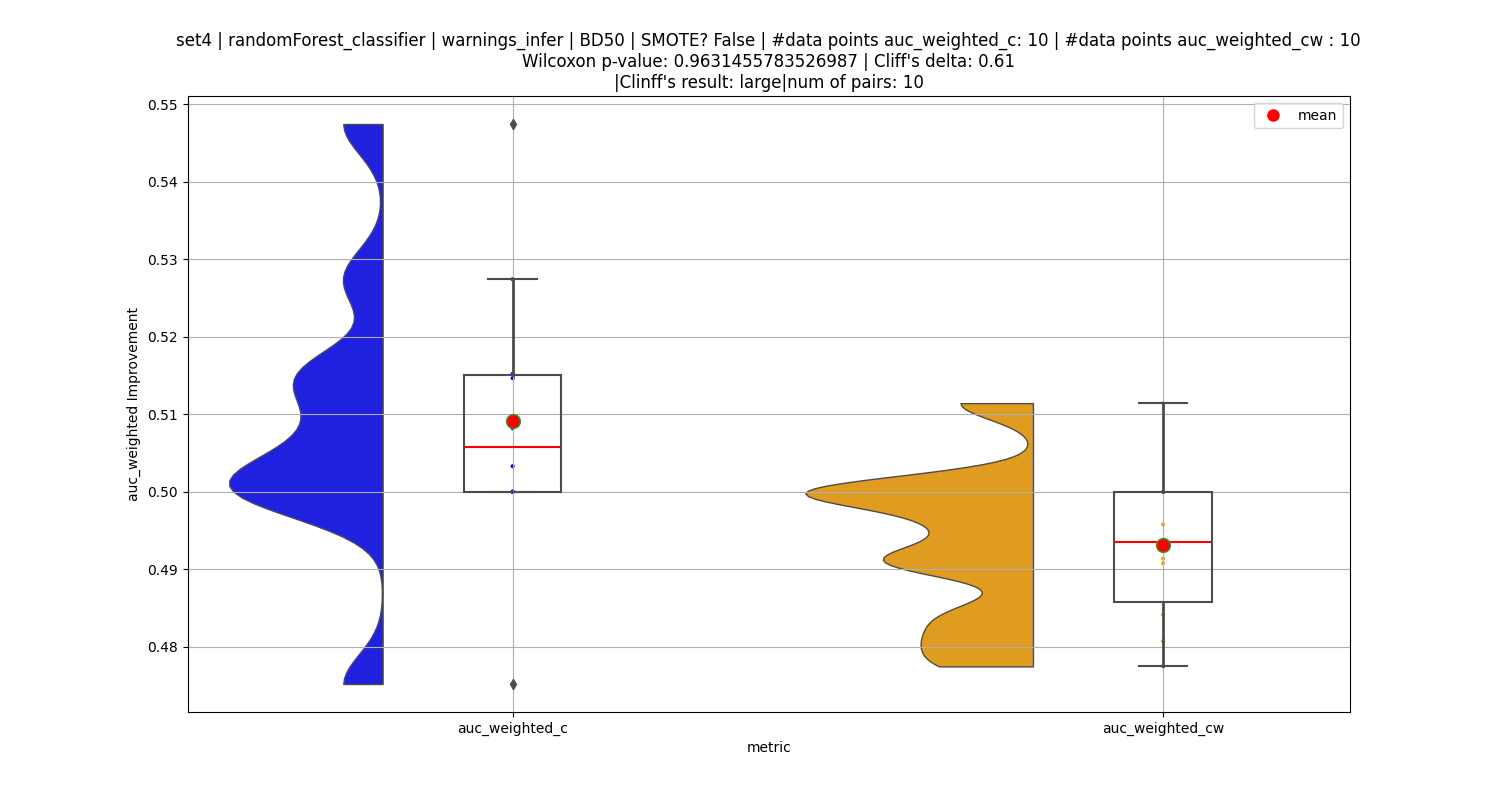 set4 | randomForest_classifier | warnings_infer | BD50 | SMOTE? False | #data points auc_weighted_c: 10 | #data points auc_weighted_cw : 10
Wilcoxon p-value: 0.9631455783526987 | Cliff's delta: 0.61
|Clinff's result: large|num of pairs: 10
mean
0.55
0.54
0.53
0.52
0.51
0.50
0.49
0.48
auc_weighted Improvement
auc_weighted_c
auc_weighted_cw
metric